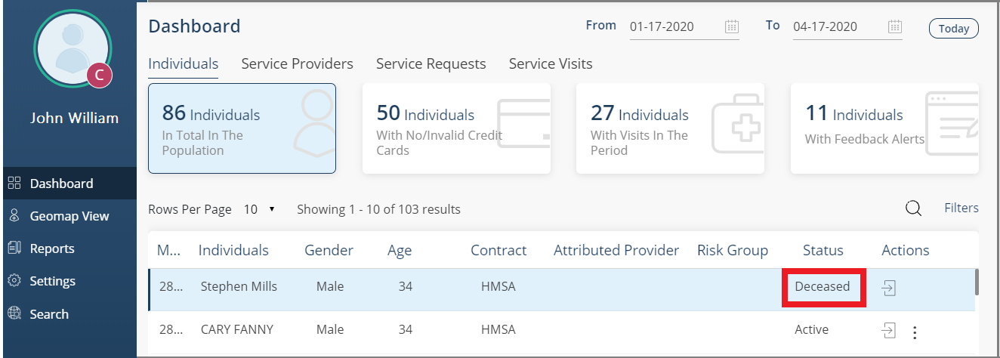 C
John William
Dashboard
Geomap View
Reports
Settings
Search
Dashboard
From 01-17-2020 To 04-17-2020 Today
Individuals Service Providers Service Requests Service Visits
86 Individuals
In Total In The
Population
50 Individuals
With No/Invalid Credit
Cards
27 Individuals
With Visits In The
Period
11 Individuals
With Feedback Alerts
Rows Per Page 10 Showing 1 - 10 of 103 results Filters
M... Individuals Gender Age Contract Attributed Provider Risk Group Status Actions
28... Stephen Mills Male 34 HMSA Deceased
28... CARY FANNY Male 34 HMSA Active